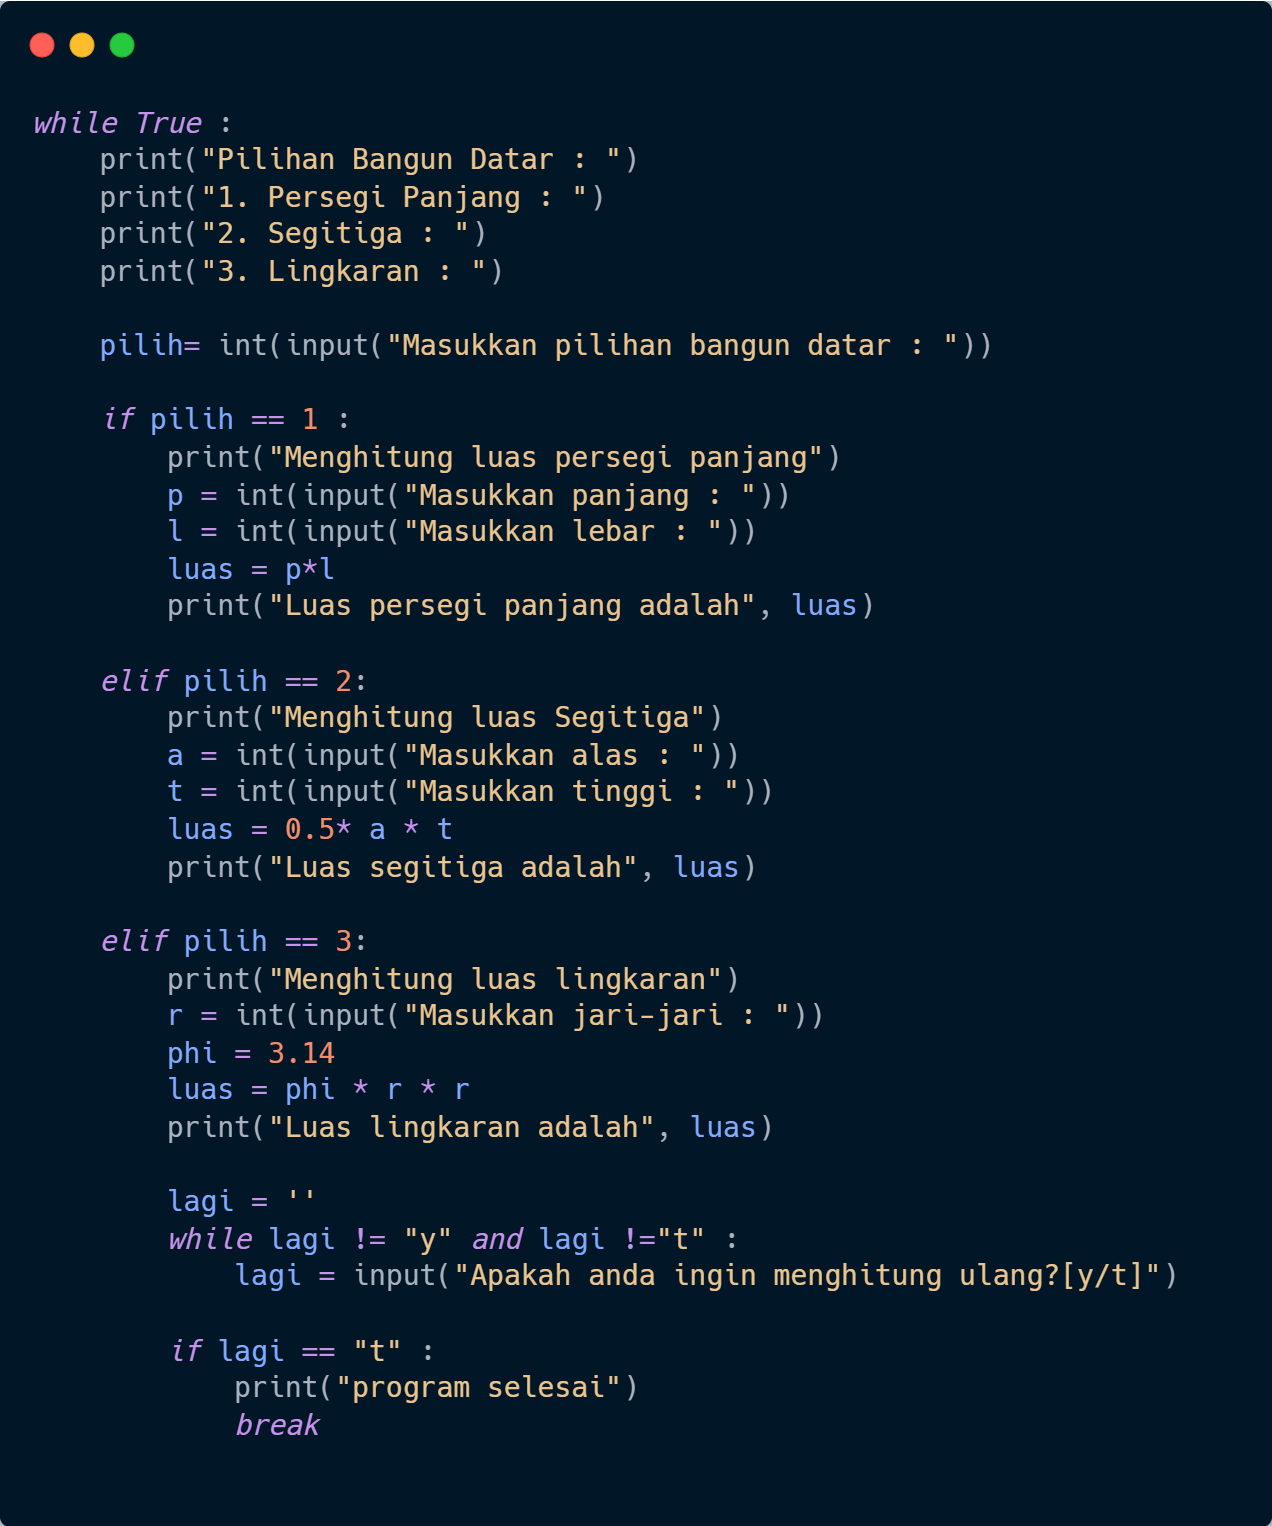 while True :
    print("Pilihan Bangun Datar : ")
    print("1. Persegi Panjang : ")
    print("2. Segitiga : ")
    print("3. Lingkaran : ")

    pilih= int(input("Masukkan pilihan bangun datar : "))

    if pilih == 1 :
        print("Menghitung luas persegi panjang")
        p = int(input("Masukkan panjang : "))
        l = int(input("Masukkan lebar : "))
        luas = p*l
        print("Luas persegi panjang adalah", luas)

    elif pilih == 2:
        print("Menghitung luas Segitiga")
        a = int(input("Masukkan alas : "))
        t = int(input("Masukkan tinggi : "))
        luas = 0.5* a * t
        print("Luas segitiga adalah", luas)

    elif pilih == 3:
        print("Menghitung luas lingkaran")
        r = int(input("Masukkan jari-jari : "))
        phi = 3.14
        luas = phi * r * r
        print("Luas lingkaran adalah", luas)

        lagi = ''
        while lagi != "y" and lagi !="t" :
            lagi = input("Apakah anda ingin menghitung ulang?[y/t]")

        if lagi == "t" :
            print("program selesai")
            break